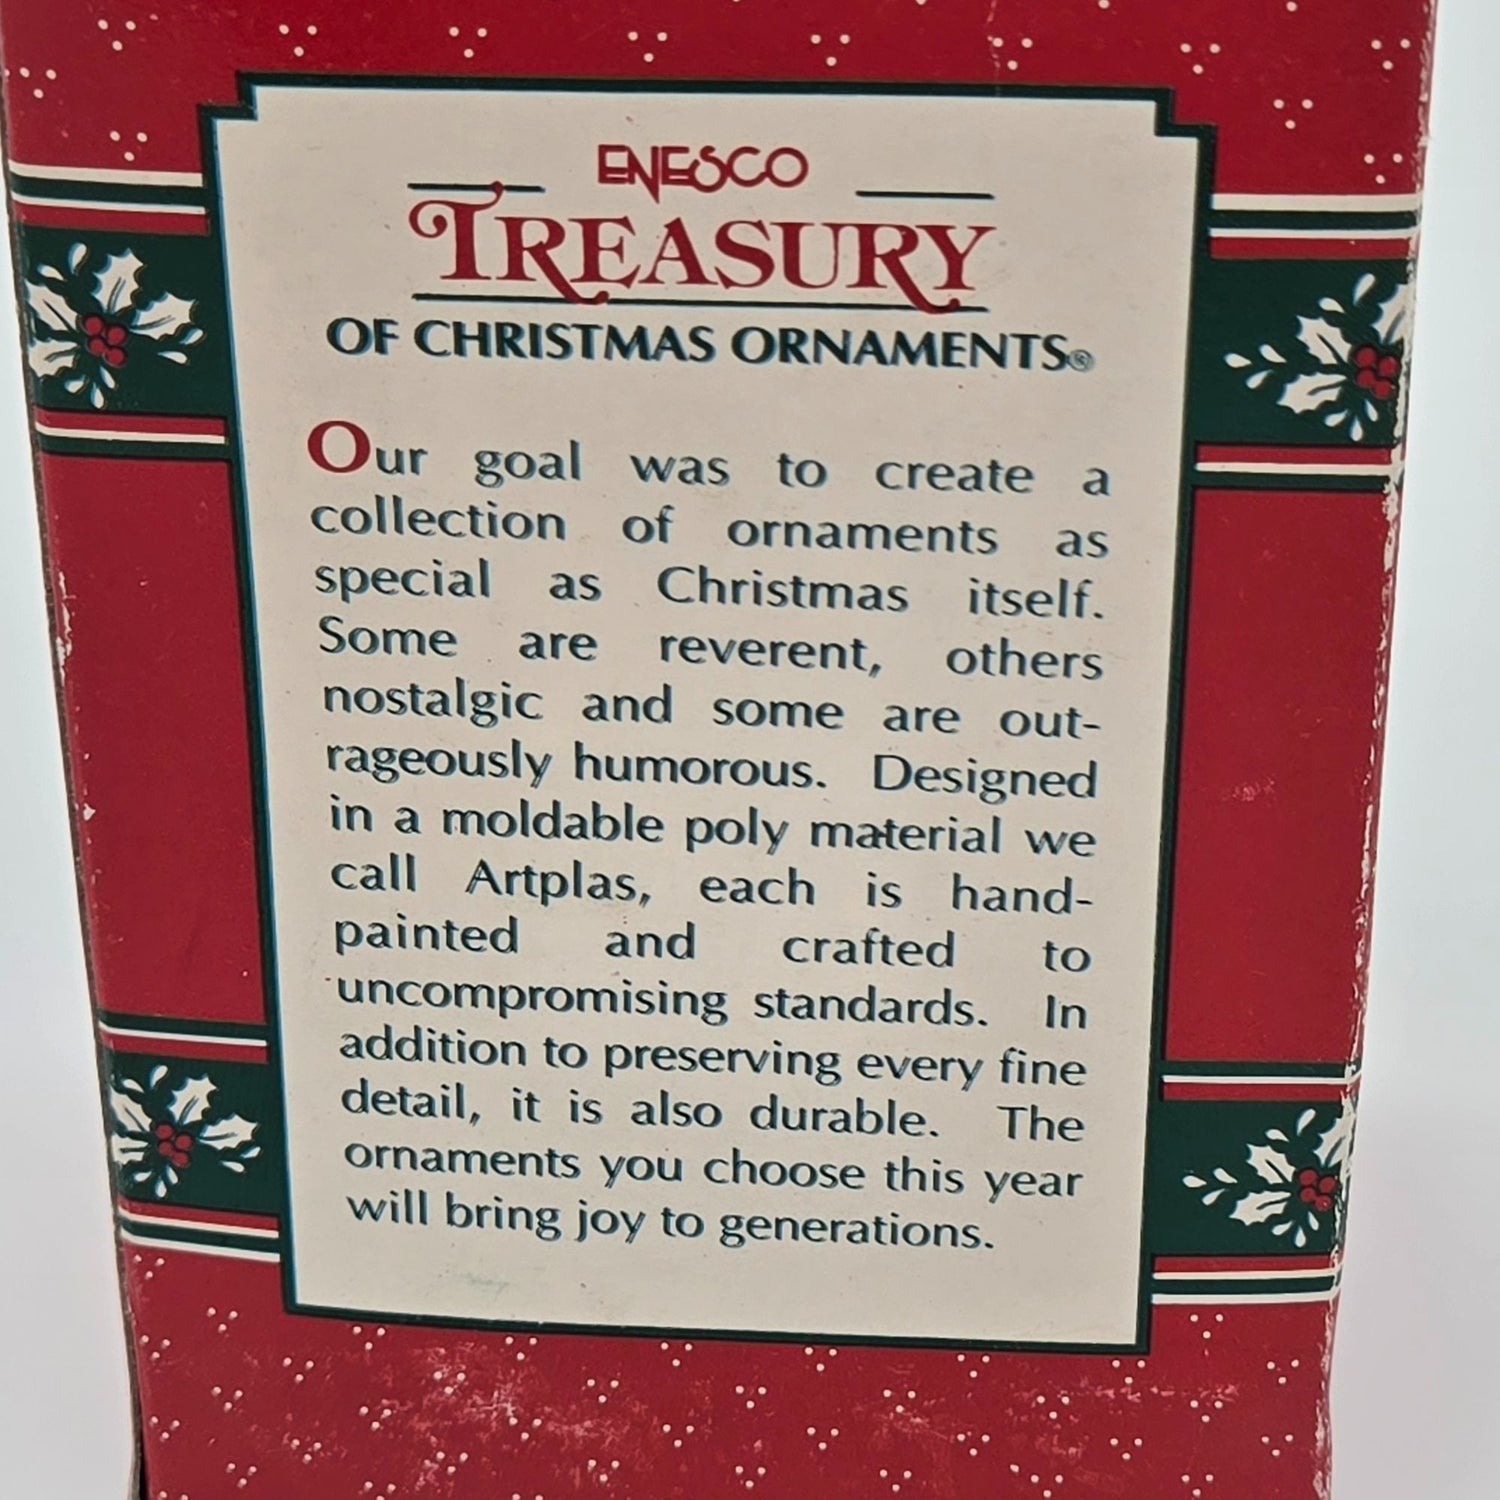 ENESCO
TREASURY
OF CHRISTMAS ORNAMENTS®
Our goal was to create a
collection of ornaments as
special as Christmas itself.
Some are reverent, others
nostalgic and some are out-
rageously humorous. Designed
in a moldable poly material we
call Artplas, each is hand-
painted and crafted to
uncompromising standards. In
addition to preserving every fine
detail, it is also durable. The
ornaments you choose this year
will bring joy to generations.